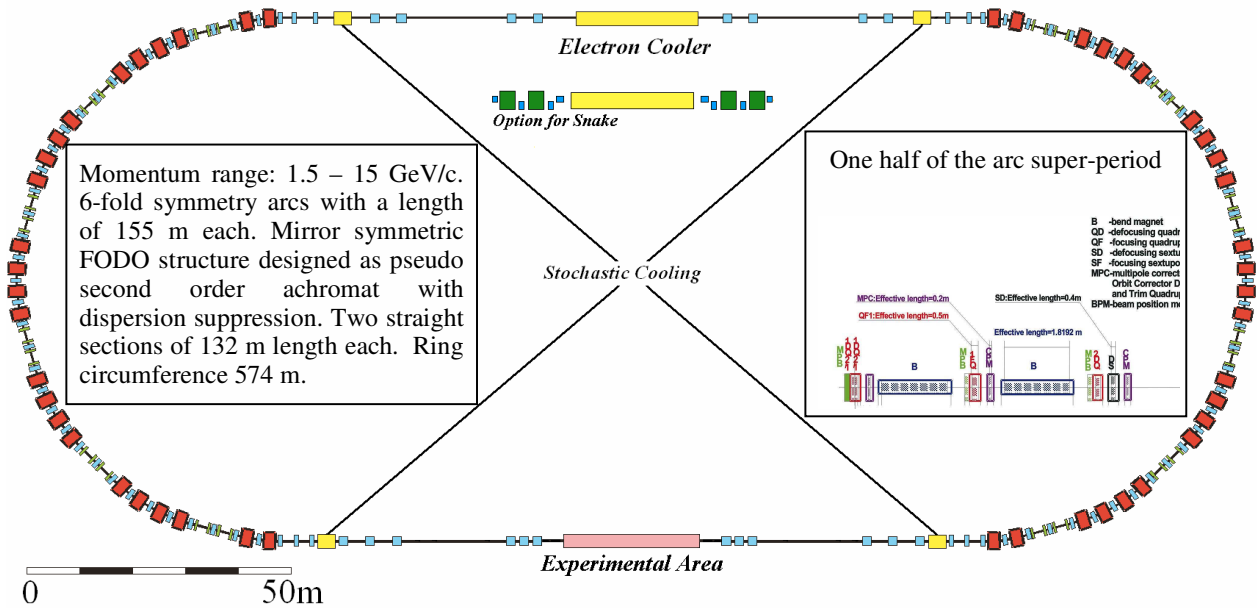 Electron Cooler
Option for Snake
Momentum range: 1.5 – 15 GeV/c.
6-fold symmetry arcs with a length
of 155 m each. Mirror symmetric
FODO structure designed as pseudo
second order achromat with
dispersion suppression. Two straight
sections of 132 m length each. Ring
circumference 574 m.
One half of the arc super-period
B -bend magnet
QD -defocusing quadr
QF -focusing quadru
SD -defocusing sextu
SF -focusing sextupo
MPC-multipole correct
Orbit Corrector D
and Trim Quadru
BPM-beam position m
Stochastic Cooling
MPC:Effective length=0.2m
SD:Effective length=0.4m
QF1:Effective length=0.5m
Effective length=1.8192 m
B
B
Experimental Area
0 50m